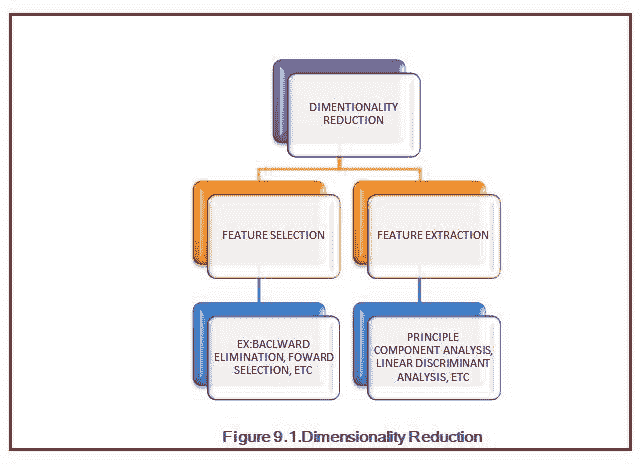 DIMENTIONALITY
REDUCTION
FEATURE SELECTION
FEATURE EXTRACTION
EX:BACLWARD
ELIMINATION, FOWARD
SELECTION, ETC
PRINCIPLE
COMPONENT ANALYSIS,
LINEAR DISCRIMINANT
ANALYSIS, ETC
Figure 9.1.Dimensionality Reduction